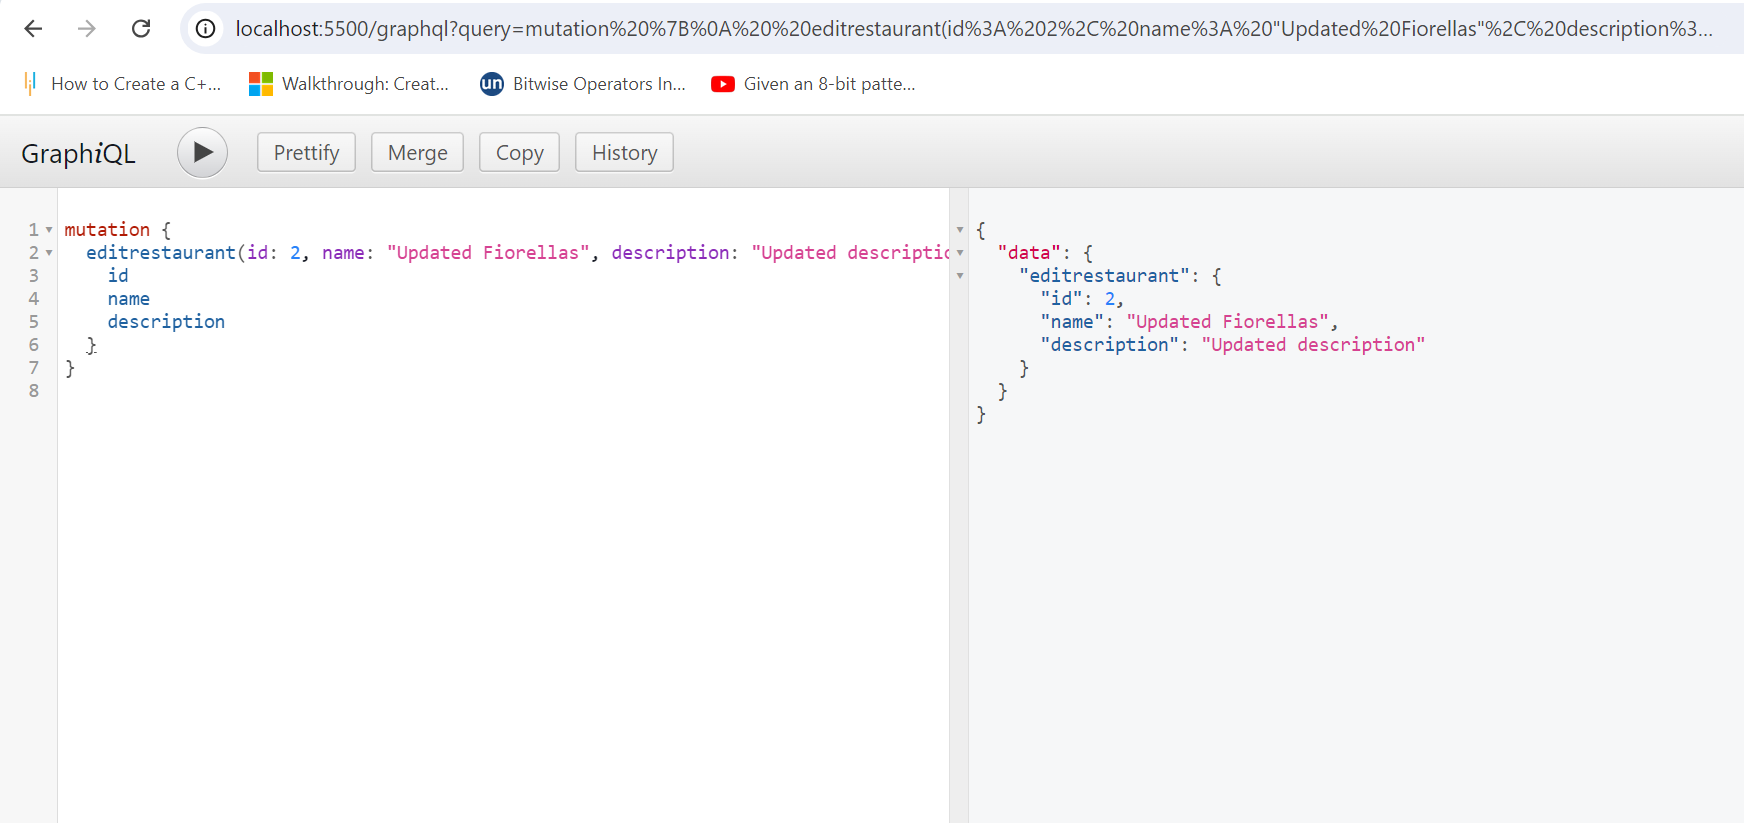 localhost:5500/graphql?query=mutation%20%7B%0A%20%20editrestaurant(id%3A%202%2C%20name%3A%20"Updated%20Fiorellas"%2C%20description%3...
How to Create a C+... Walkthrough: Creat... un Bitwise Operators In... Given an 8-bit patte...
GraphiQL Prettify Merge Copy History
1 mutation {
2 editrestaurant(id: 2, name: "Updated Fiorellas", description: "Updated descriptio
3 id
4 name
5 description
6 }
7 }
8
{
"data": {
"editrestaurant": {
"id": 2,
"name": "Updated Fiorellas",
"description": "Updated description"
}
}
}